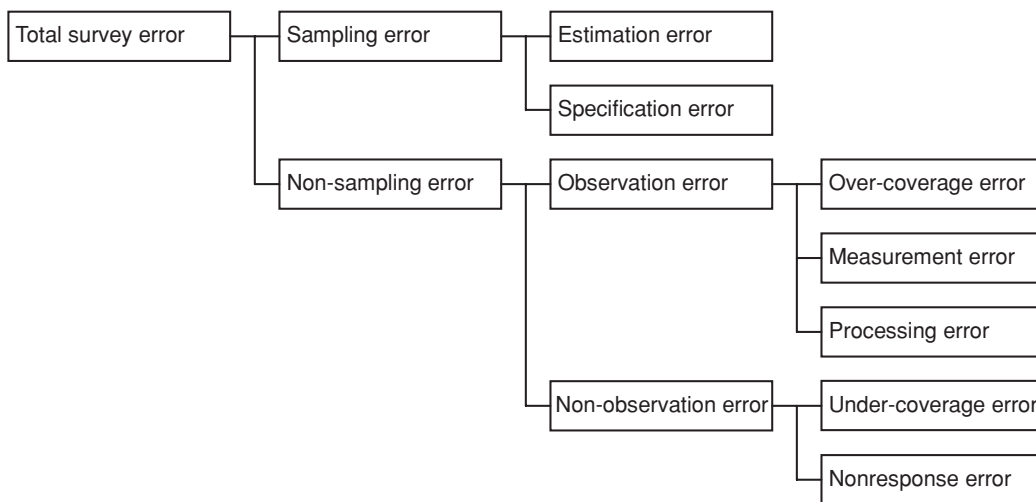 Total survey error
Sampling error
Estimation error
Specification error
Non-sampling error
Observation error
Over-coverage error
Measurement error
Processing error
Non-observation error
Under-coverage error
Nonresponse error